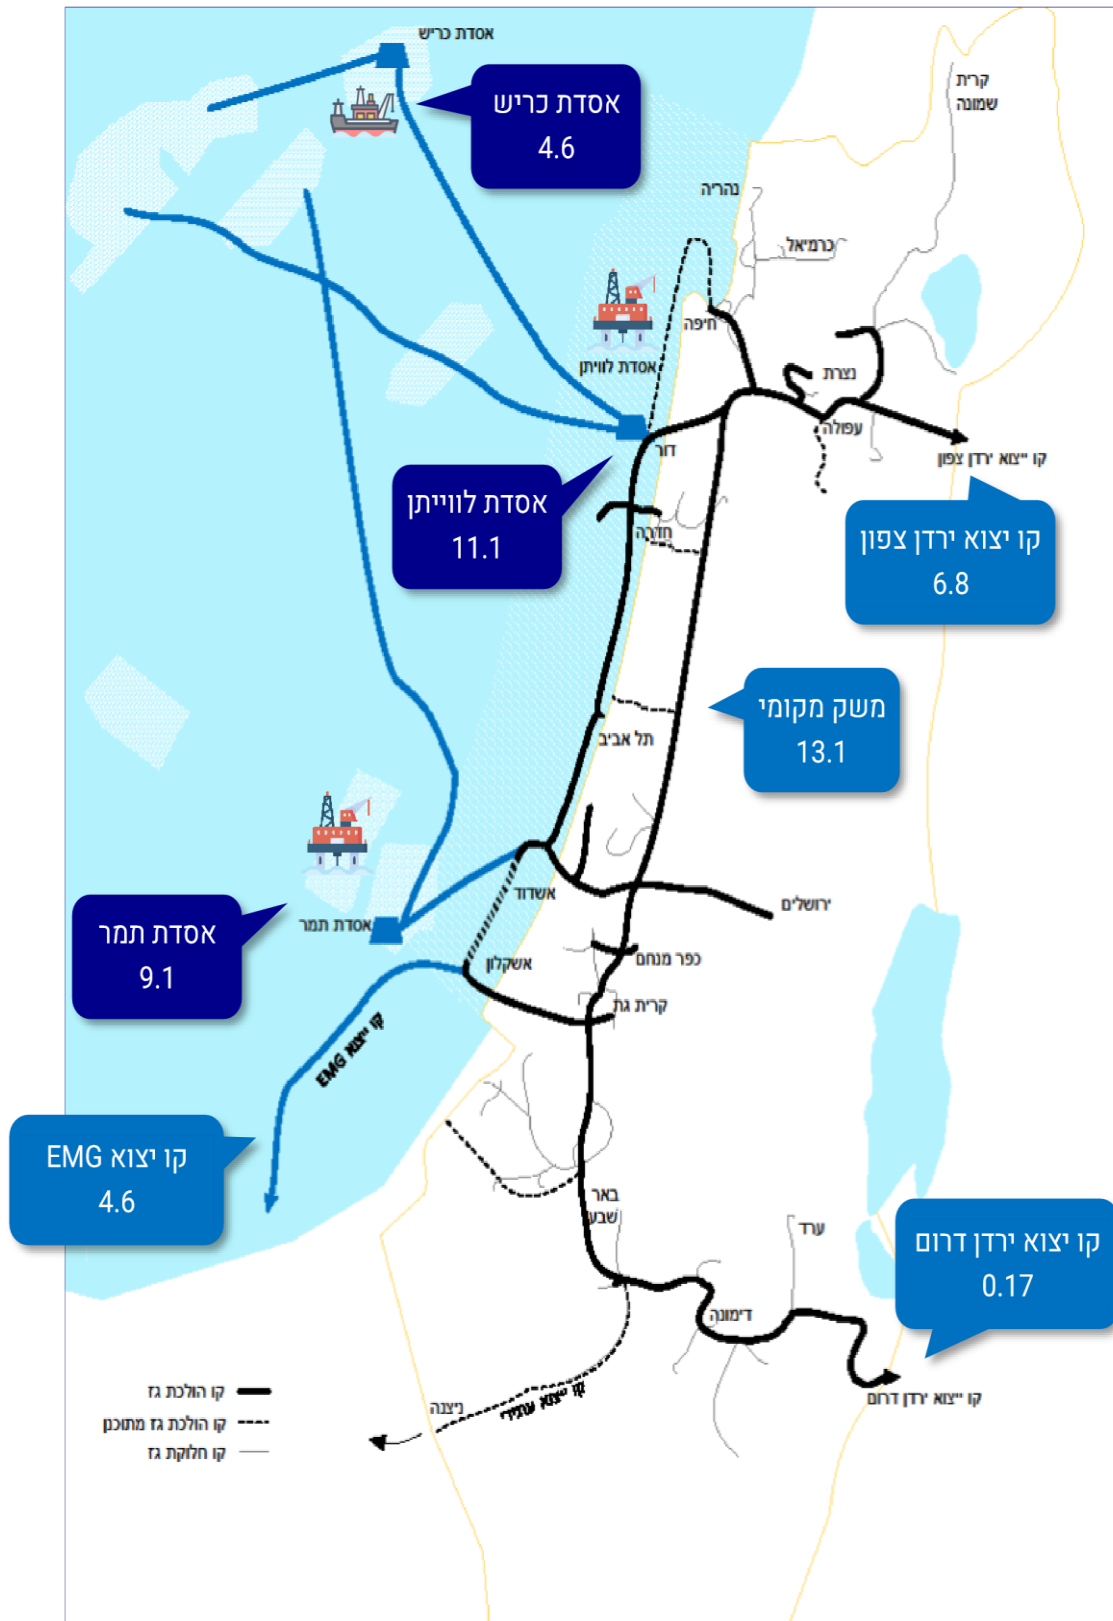 אסדת כריש
אסדת כריש
4.6
קרית
שמונה
נהריה
כרמיאל
חיפה
אסדת לוויתן
נצרת
עפולה
דור
קו ייצוא ירדן צפון
אסדת לווייתן
11.1
חדרה
קו יצוא ירדן צפון
6.8
משק מקומי
13.1
תל אביב
אשדוד
ירושלים
אסדת תמר
אסדת תמר
9.1
אשקלון
כפר מנחם
קרית גת
קו ייצוא EMG
קו יצוא EMG
4.6
באר
שבע
ערד
קו יצוא ירדן דרום
0.17
דימונה
קו ייצוא ירדן דרום
קו ייצוא עתידי
ניצנה
קו הולכת גז
קו הולכת גז מתוכנן
קו חלוקת גז